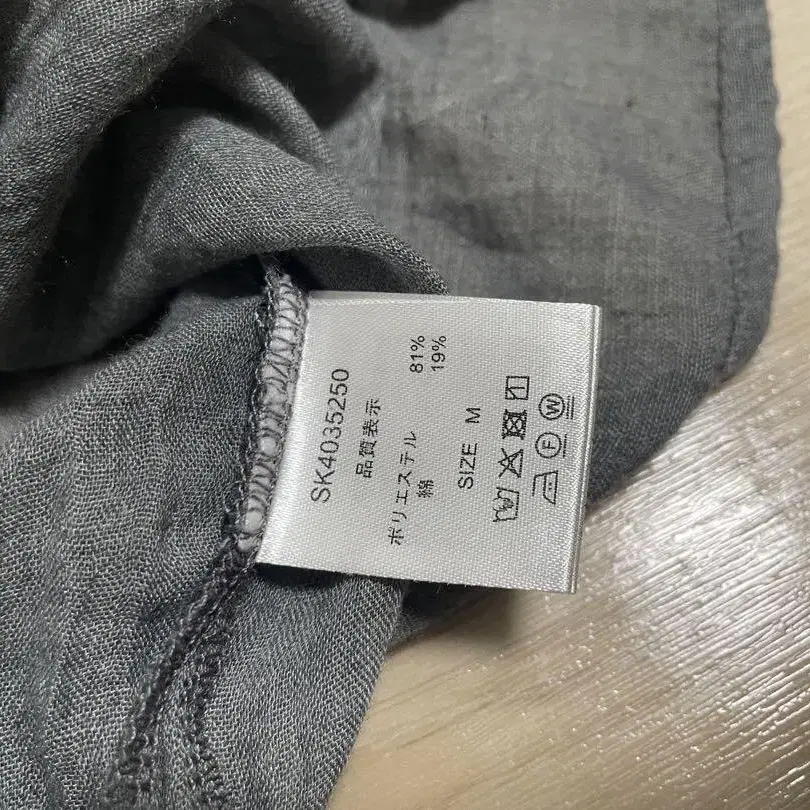 SK4035250
品質表示
ポリエステル 81%
綿 19%
SIZE M
F W